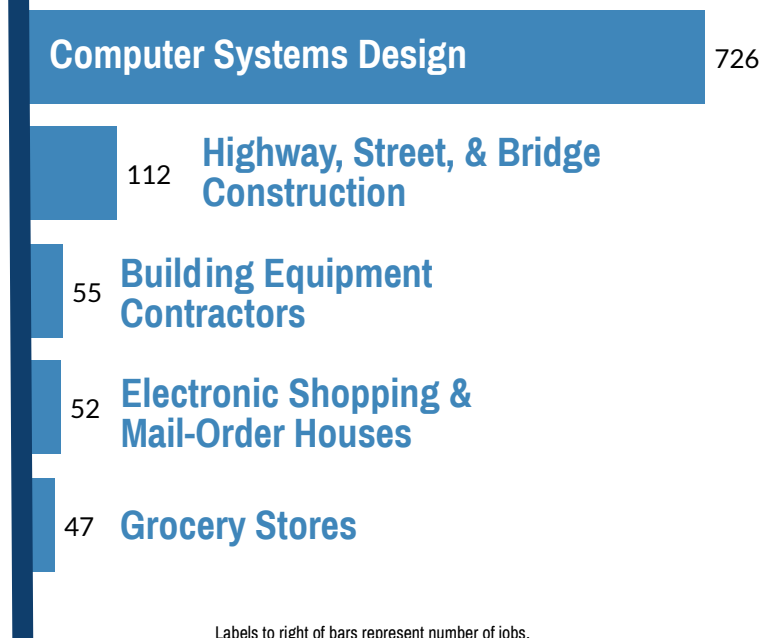 Computer Systems Design
726
112
Highway, Street, & Bridge
Construction
55
Building Equipment
Contractors
52
Electronic Shopping &
Mail-Order Houses
47
Grocery Stores
Labels to right of bars represent number of jobs.